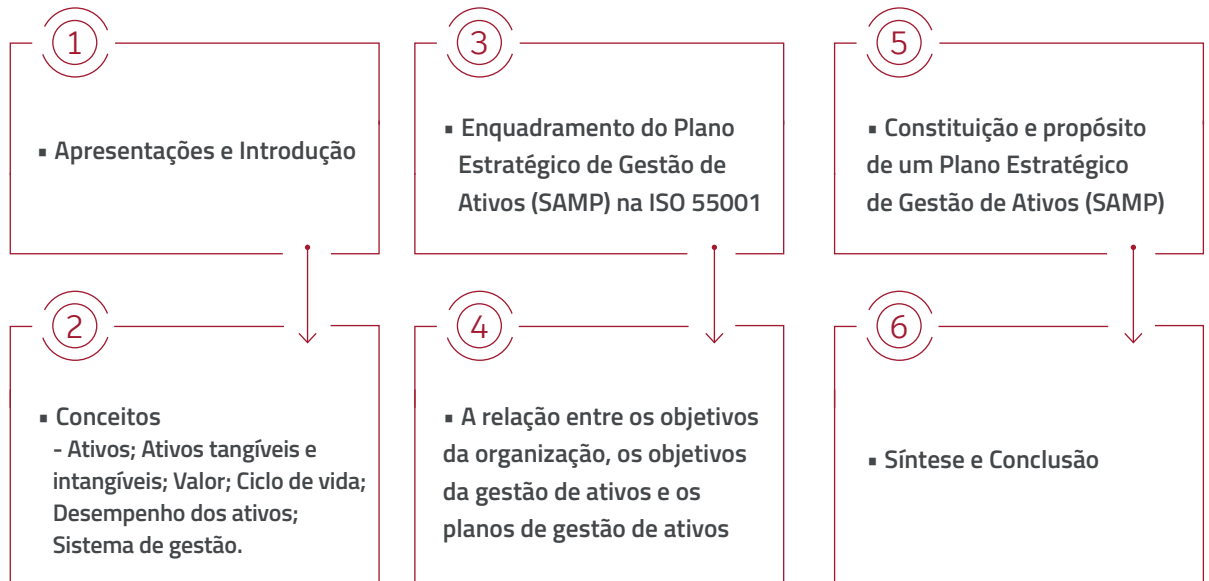 1
▪ Apresentações e Introdução
2
▪ Conceitos
- Ativos; Ativos tangíveis e
intangíveis; Valor; Ciclo de vida;
Desempenho dos ativos;
Sistema de gestão.
3
▪ Enquadramento do Plano
Estratégico de Gestão de
Ativos (SAMP) na ISO 55001
4
▪ A relação entre os objetivos
da organização, os objetivos
da gestão de ativos e os
planos de gestão de ativos
5
▪ Constituição e propósito
de um Plano Estratégico
de Gestão de Ativos (SAMP)
6
▪ Síntese e Conclusão